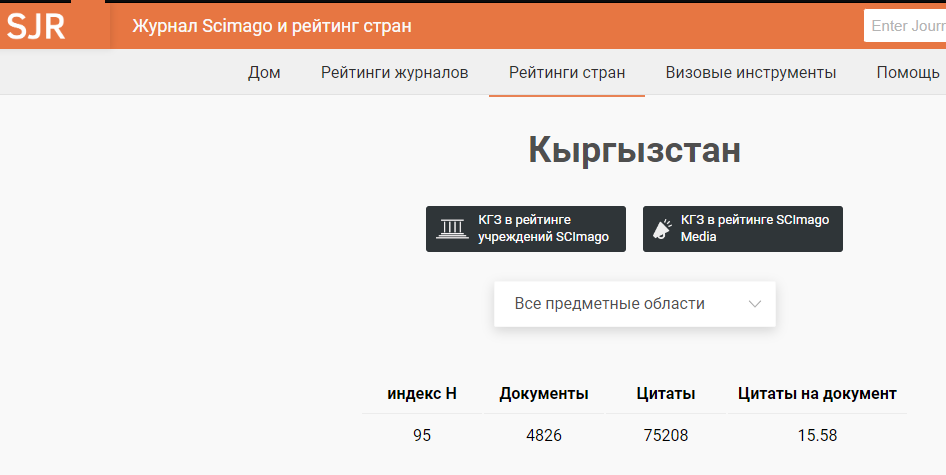 SJR Журнал Scimago и рейтинг стран Enter Journ
Дом Рейтинги журналов Рейтинги стран Визовые инструменты Помощь
Кыргызстан
КГЗ в рейтинге
учреждений SCImago
КГЗ в рейтинге SCImago
Media
Все предметные области
индекс H Документы Цитаты Цитаты на документ
95 4826 75208 15.58